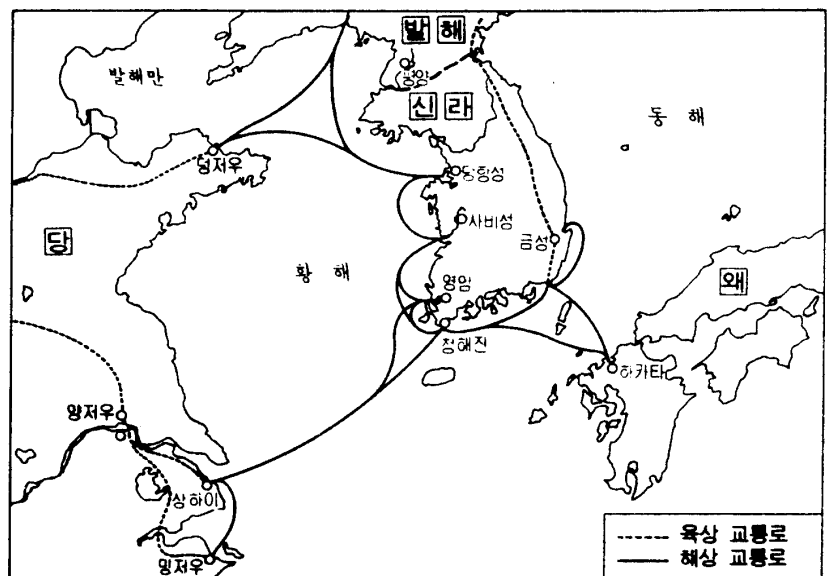 발해
발해만
평양
신라
동 해
덩저우
당항성
사비성
금성
당
황 해
왜
영암
청해진
하카타
양저우
상하이
밍저우
육상 교통로
해상 교통로